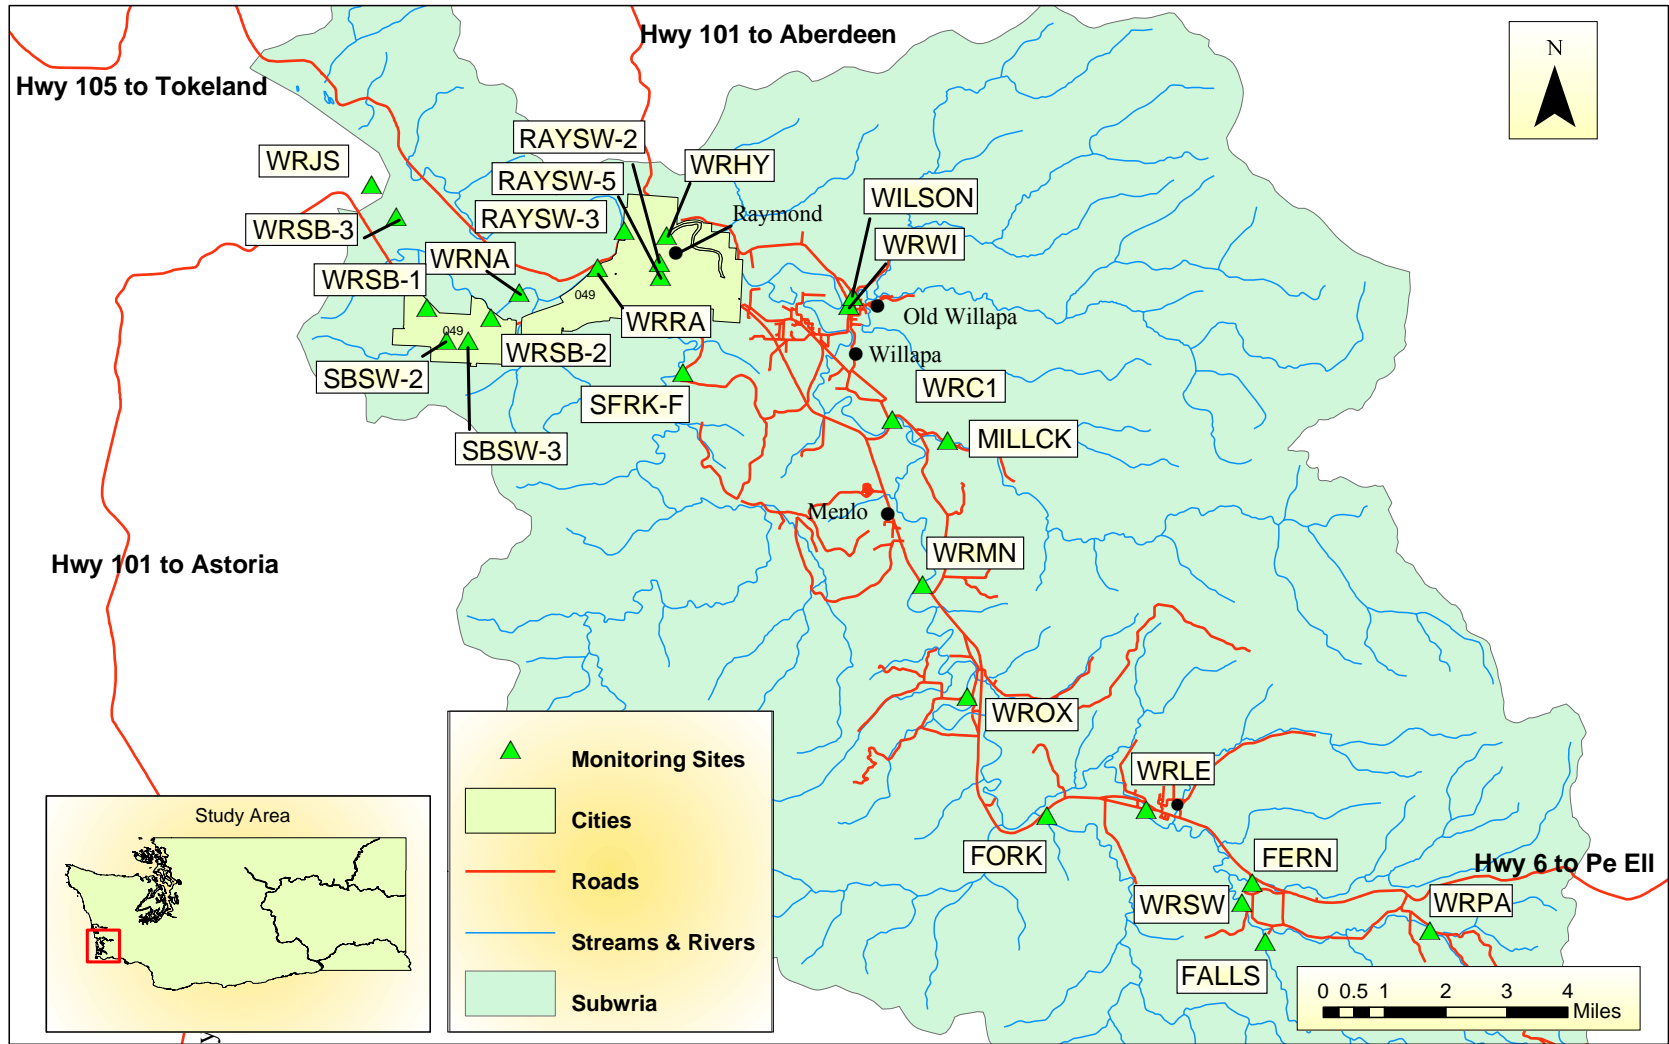 Hwy 101 to Aberdeen
N
Hwy 105 to Tokeland
RAYSW-2
WRJS
WRHY
RAYSW-5
WILSON
RAYSW-3
Raymond
WRSB-3
WRWI
WRNA
WRSB-1
049
Old Willapa
WRRA
049
WRSB-2
Willapa
SBSW-2
WRC1
SFRK-F
SBSW-3
MILLCK
Menlo
WRMN
Hwy 101 to Astoria
WROX
Monitoring Sites
WRLE
Study Area
Cities
FORK
FERN
Hwy 6 to Pe Ell
Roads
WRSW
WRPA
Streams & Rivers
FALLS
Subwria
0 0.5 1 2 3 4
Miles
y